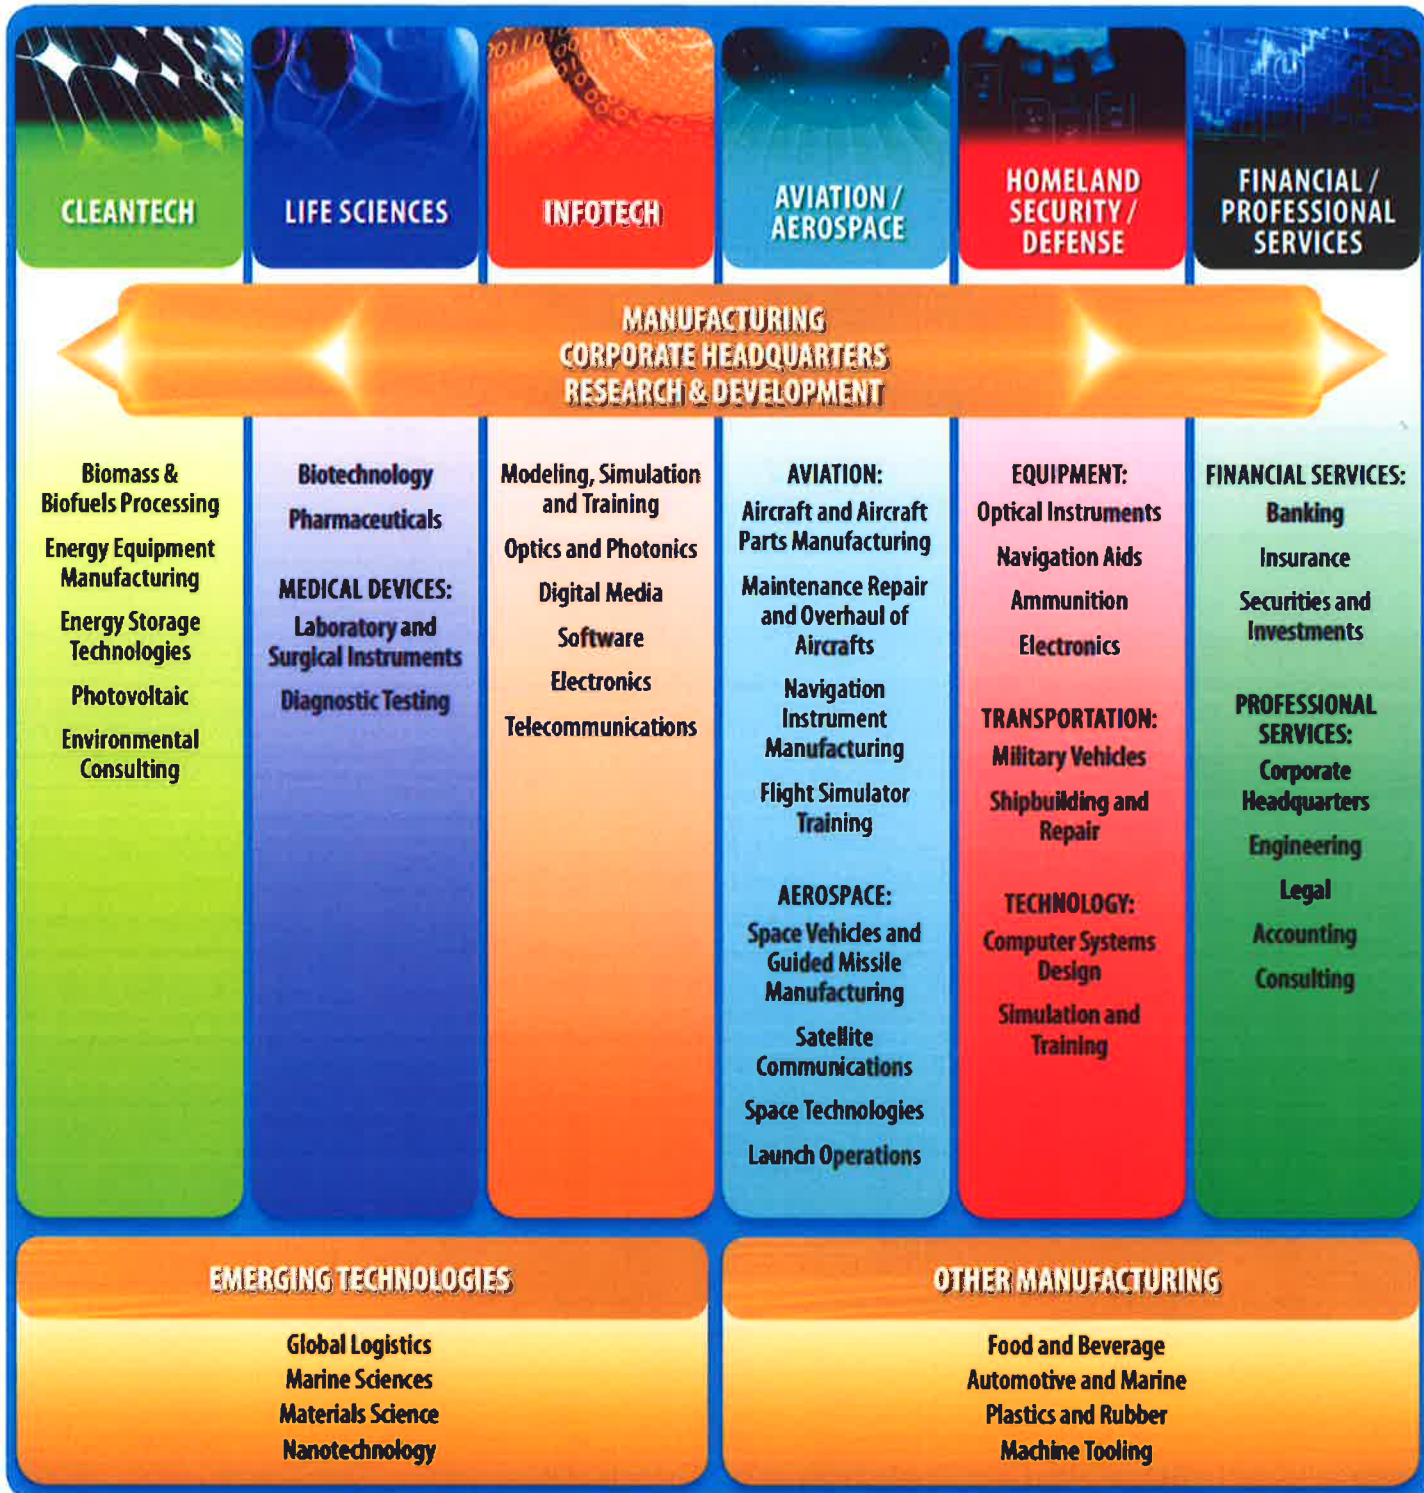 CLEANTECH
LIFE SCIENCES
INFOTECH
AVIATION /
AEROSPACE
HOMELAND
SECURITY /
DEFENSE
FINANCIAL /
PROFESSIONAL
SERVICES
MANUFACTURING
CORPORATE HEADQUARTERS
RESEARCH & DEVELOPMENT
Biomass &
Biofuels Processing
Energy Equipment
Manufacturing
Energy Storage
Technologies
Photovoltaic
Environmental
Consulting
Biotechnology
Pharmaceuticals
MEDICAL DEVICES:
Laboratory and
Surgical Instruments
Diagnostic Testing
Modeling, Simulation
and Training
Optics and Photonics
Digital Media
Software
Electronics
Telecommunications
AVIATION:
Aircraft and Aircraft
Parts Manufacturing
Maintenance Repair
and Overhaul of
Aircrafts
Navigation
Instrument
Manufacturing
Flight Simulator
Training
AEROSPACE:
Space Vehicles and
Guided Missile
Manufacturing
Satellite
Communications
Space Technologies
Launch Operations
EQUIPMENT:
Optical Instruments
Navigation Aids
Ammunition
Electronics
TRANSPORTATION:
Military Vehicles
Shipbuilding and
Repair
TECHNOLOGY:
Computer Systems
Design
Simulation and
Training
FINANCIAL SERVICES:
Banking
Insurance
Securities and
Investments
PROFESSIONAL
SERVICES:
Corporate
Headquarters
Engineering
Legal
Accounting
Consulting
EMERGING TECHNOLOGIES
Global Logistics
Marine Sciences
Materials Science
Nanotechnology
OTHER MANUFACTURING
Food and Beverage
Automotive and Marine
Plastics and Rubber
Machine Tooling